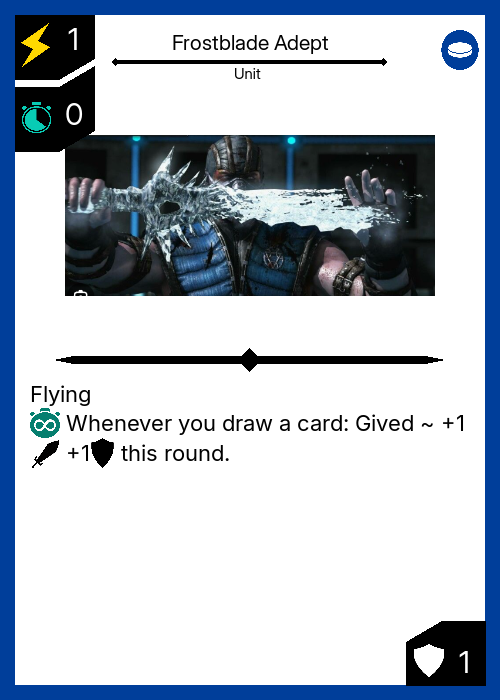 1
Frostblade Adept
Unit
0
Flying
Whenever you draw a card: Gived ~ +1
+1 this round.
1